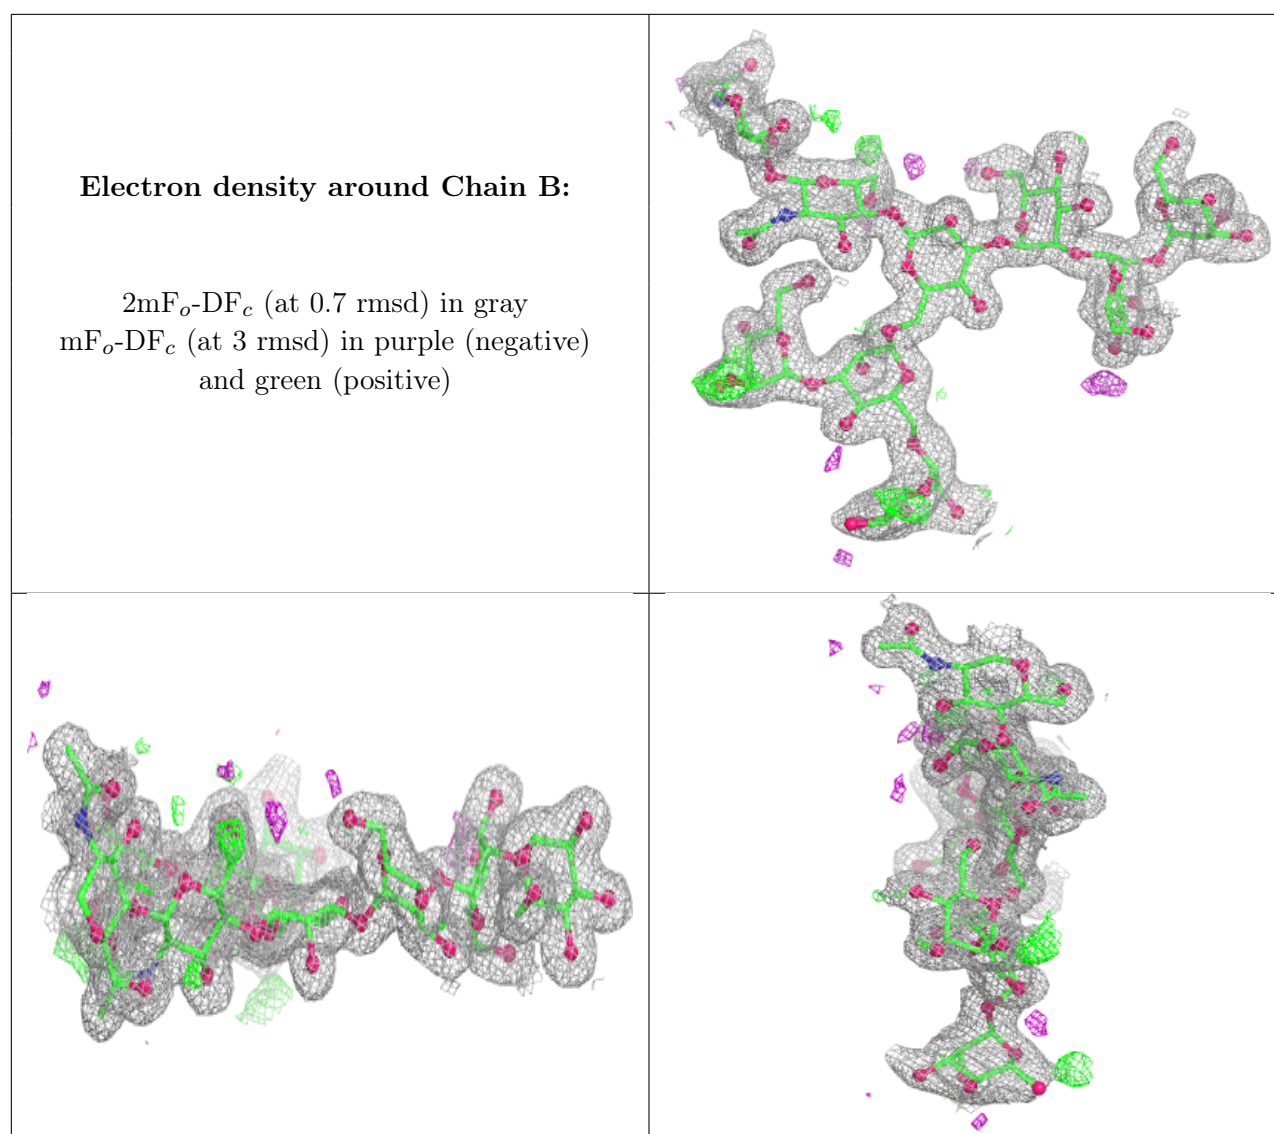 Electron density around Chain B:
2mFₒ-DF𝒸 (at 0.7 rmsd) in gray
mFₒ-DF𝒸 (at 3 rmsd) in purple (negative)
and green (positive)